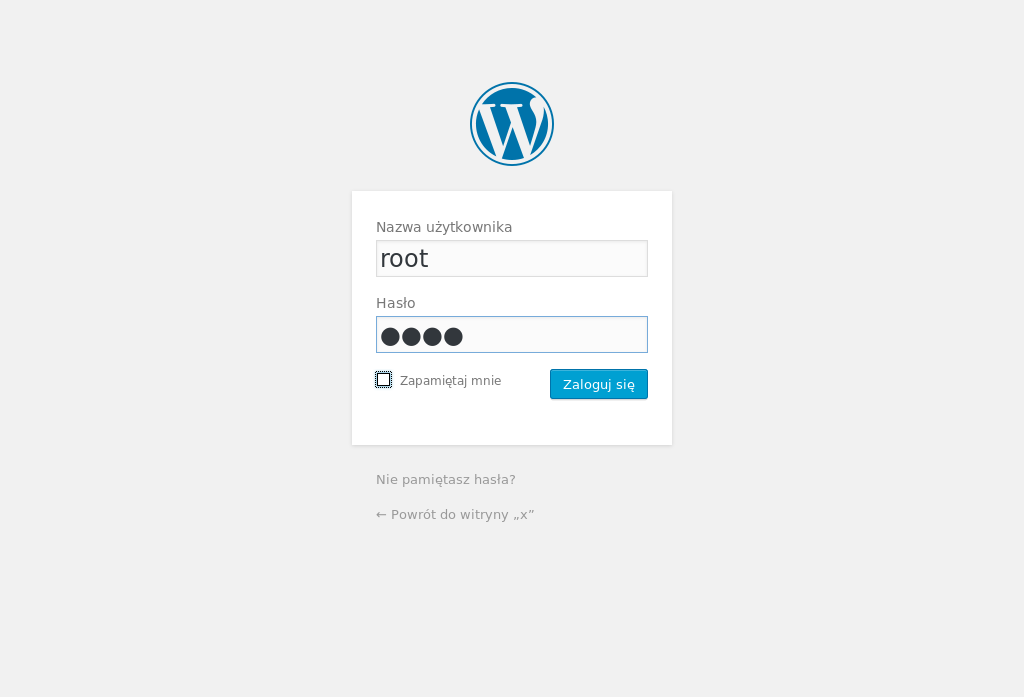 Nazwa użytkownika
root
Hasło
●●●●
Zapamiętaj mnie
Zaloguj się
Nie pamiętasz hasła?
← Powrót do witryny „x”